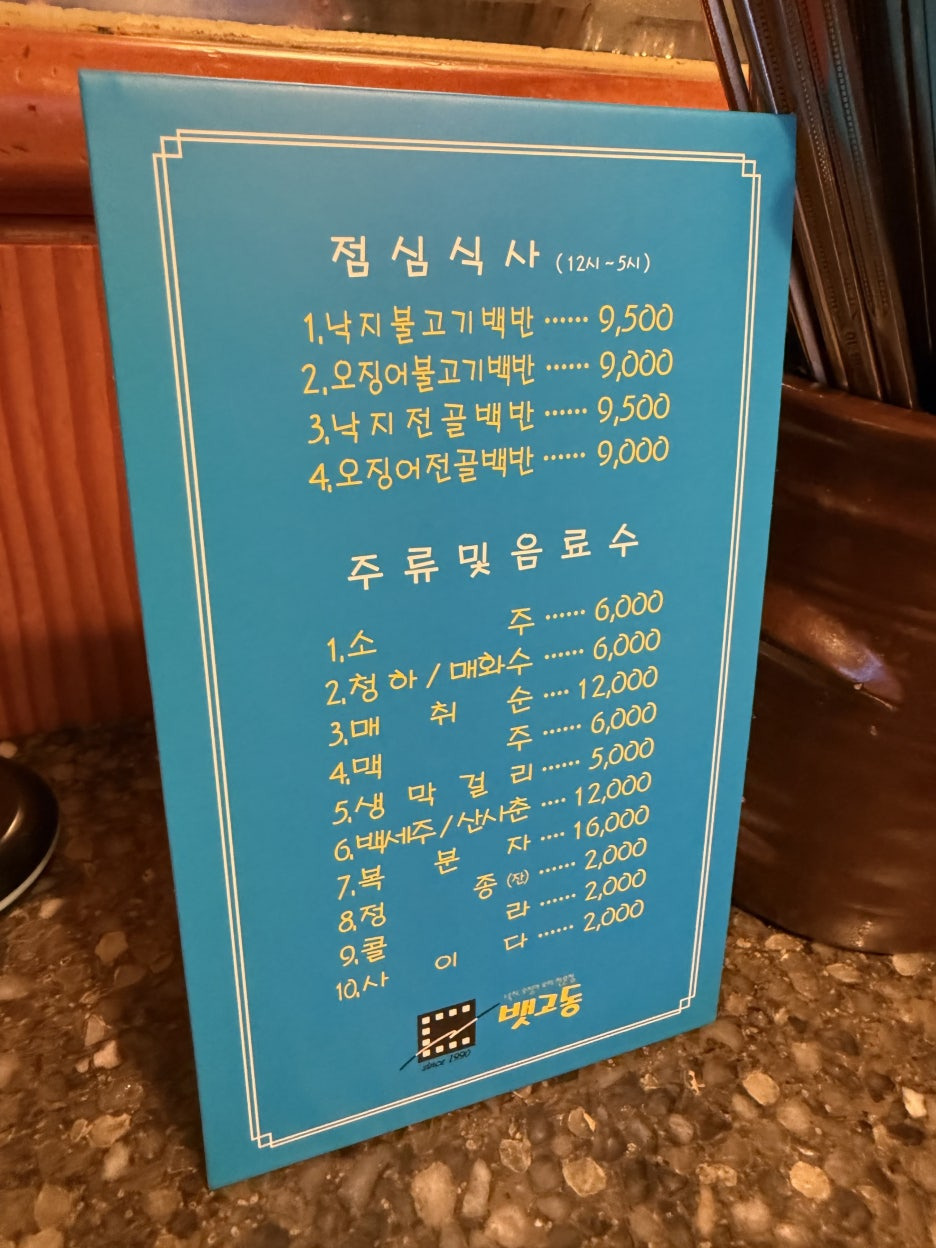 점심식사 (12시~5시)
1.낙지불고기백반 ······ 9,500
2.오징어불고기백반 ······ 9,000
3.낙지전골백반 ······ 9,500
4.오징어전골백반 ······ 9,000
주류및음료수
1.소주 ······ 6,000
2.청하/매화수 ······ 6,000
3.매취순 ···· 12,000
4.맥주 ······ 6,000
5.생막걸리 ······ 5,000
6.백세주/산사춘 ···· 12,000
7.복분자 ···· 16,000
8.정종(잔) ······ 2,000
9.콜라 ······ 2,000
10.사이다 ······ 2,000
뱃고동
since 1990